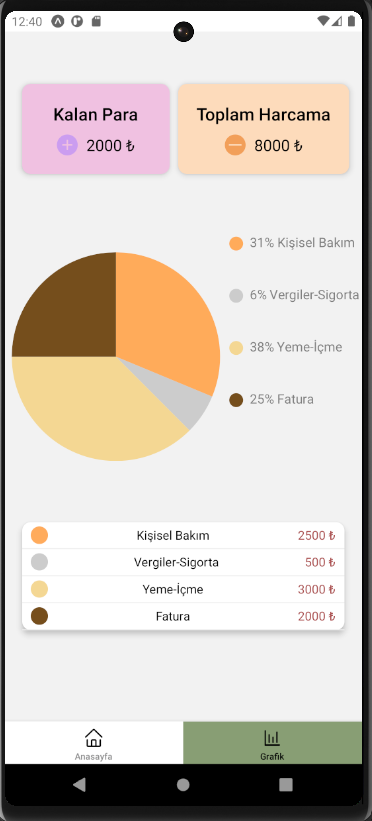 12:40
Kalan Para
2000 ₺
Toplam Harcama
8000 ₺
31% Kişisel Bakım
6% Vergiler-Sigorta
38% Yeme-İçme
25% Fatura
Kişisel Bakım 2500 ₺
Vergiler-Sigorta 500 ₺
Yeme-İçme 3000 ₺
Fatura 2000 ₺
Anasayfa
Grafik